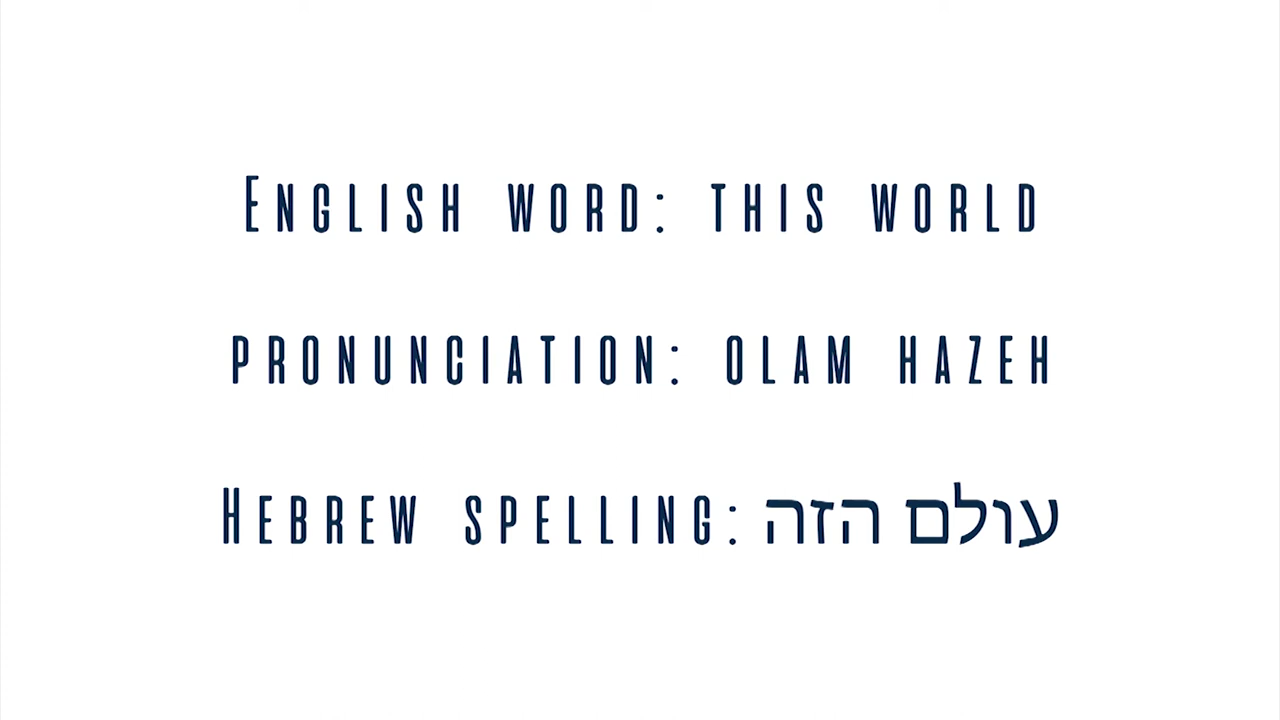 English word: this world
pronunciation: olam hazeh
Hebrew spelling: עולם הזה